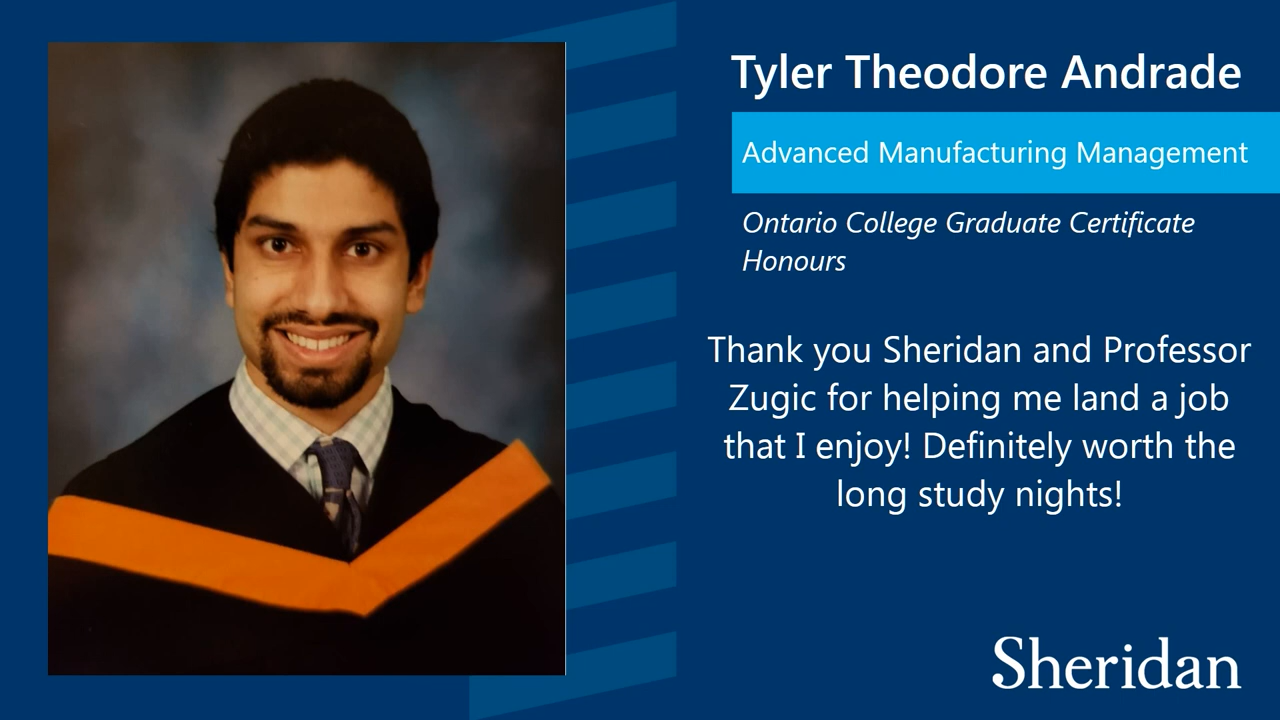 Tyler Theodore Andrade
Advanced Manufacturing Management
Ontario College Graduate Certificate
Honours
Thank you Sheridan and Professor
Zugic for helping me land a job
that I enjoy! Definitely worth the
long study nights!
Sheridan